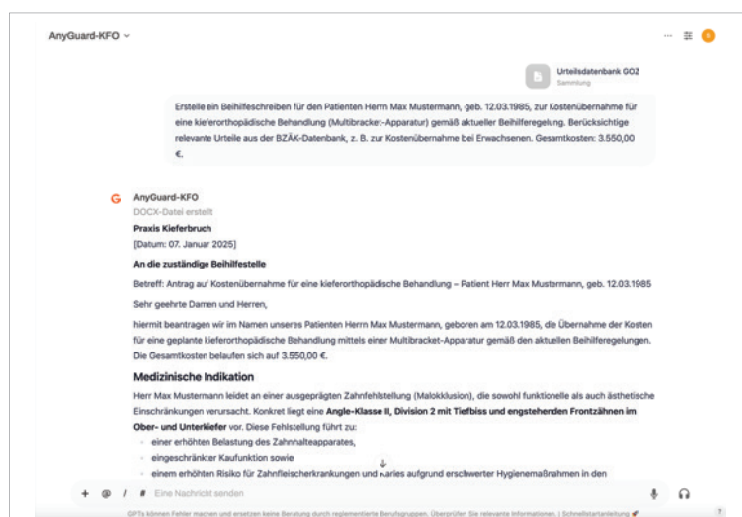 AnyGuard-KFO
Urteilsdatenbank GOZ
Sammlung
Erstelle ein Beihilfeschreiben für den Patienten Herrn Max Mustermann, geb. 12.03.1985, zur Kostenübernahme für
eine kieferorthopädische Behandlung (Multibracket-Apparatur) gemäß aktueller Beihilferegelung. Berücksichtige
relevante Urteile aus der BZÄK-Datenbank, z. B. zur Kostenübernahme bei Erwachsenen. Gesamtkosten: 3.550,00
€.
AnyGuard-KFO
DOCX-Datei erstellt
Praxis Kieferbruch
[Datum: 07. Januar 2025]
An die zuständige Beihilfestelle
Betreff: Antrag auf Kostenübernahme für eine kieferorthopädische Behandlung – Patient Herr Max Mustermann, geb. 12.03.1985
Sehr geehrte Damen und Herren,
hiermit beantragen wir im Namen unseres Patienten Herrn Max Mustermann, geboren am 12.03.1985, die Übernahme der Kosten
für eine geplante kieferorthopädische Behandlung mittels einer Multibracket-Apparatur gemäß den aktuellen Beihilferegelungen.
Die Gesamtkosten belaufen sich auf 3.550,00 €.
Medizinische Indikation
Herr Max Mustermann leidet an einer ausgeprägten Zahnfehlstellung (Malokklusion), die sowohl funktionelle als auch ästhetische
Einschränkungen verursacht. Konkret liegt eine Angle-Klasse II, Division 2 mit Tiefbiss und engstehenden Frontzähnen im
Ober- und Unterkiefer vor. Diese Fehlstellung führt zu:
einer erhöhten Belastung des Zahnhalteapparates,
eingeschränkter Kaufunktion sowie
einem erhöhten Risiko für Zahnfleischerkrankungen und Karies aufgrund erschwerter Hygienemaßnahmen in den
+ @ / # Eine Nachricht senden
GPTs können Fehler machen und ersetzen keine Beratung durch reglementierte Berufsgruppen. Überprüfen Sie relevante Informationen. | Schnellstartanleitung 🚀
?